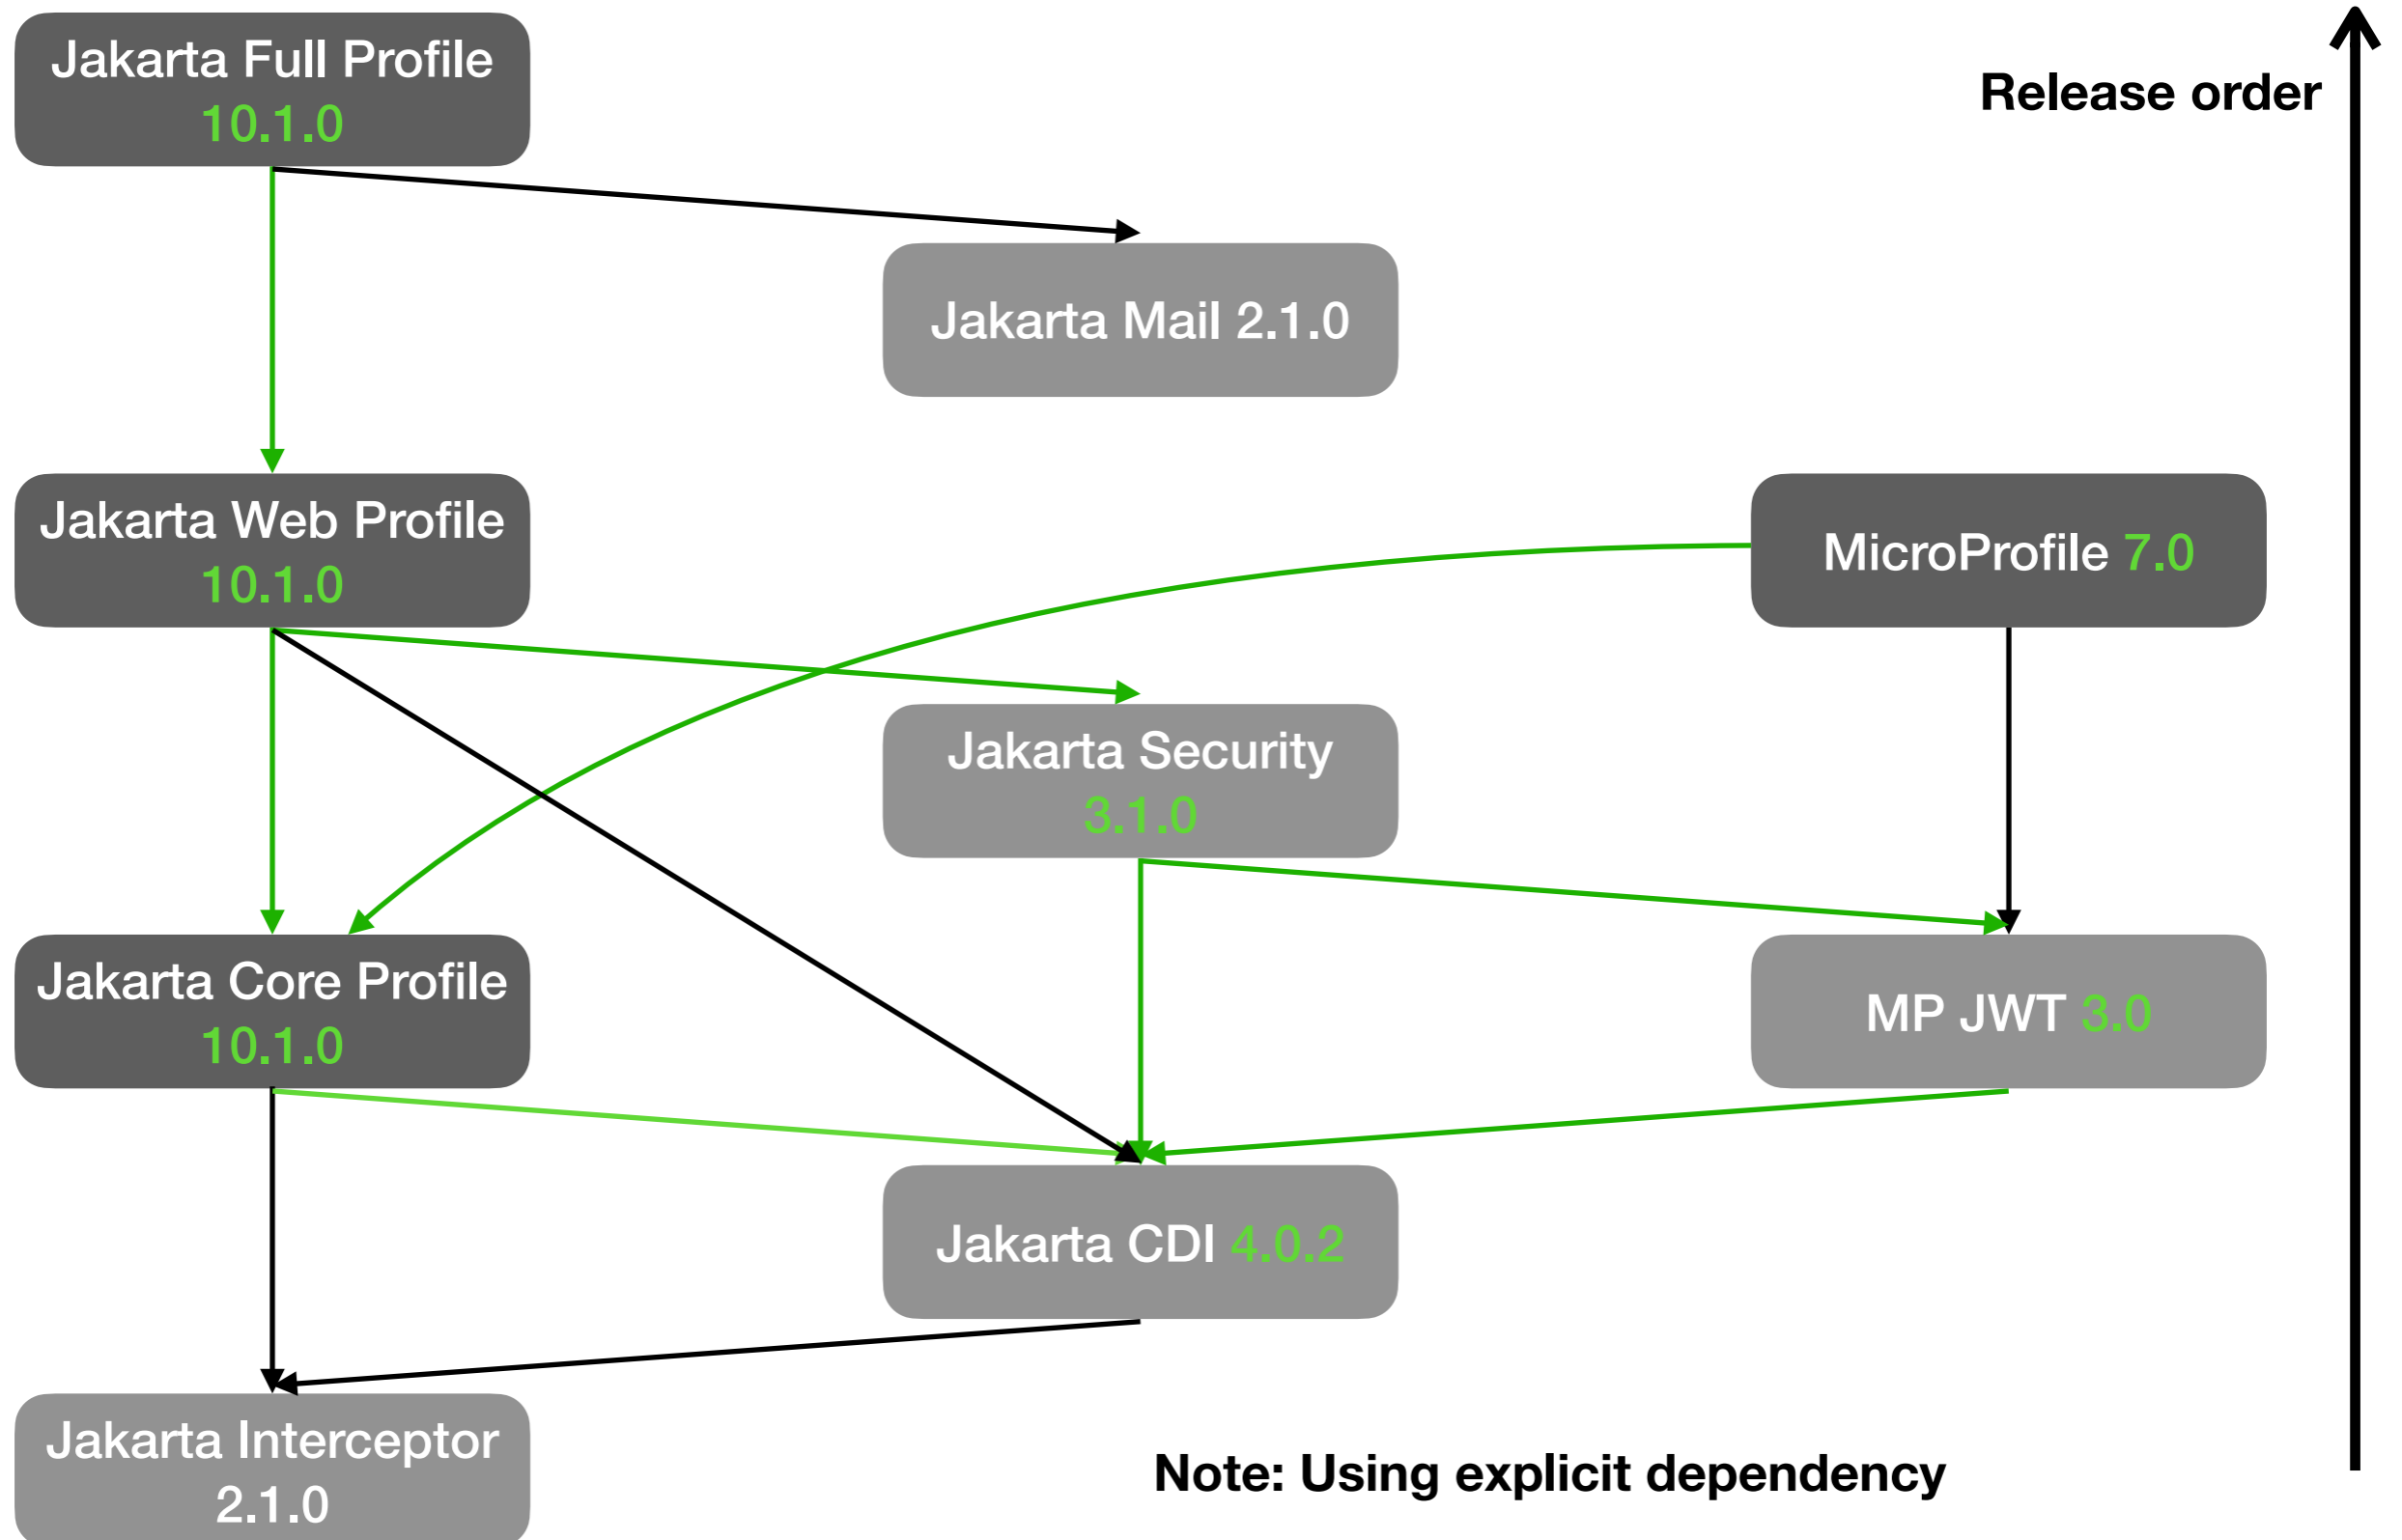 Jakarta Full Profile
10.1.0
Release order
Jakarta Mail 2.1.0
Jakarta Web Profile
10.1.0
MicroProfile 7.0
Jakarta Security
3.1.0
Jakarta Core Profile
10.1.0
MP JWT 3.0
Jakarta CDI 4.0.2
Jakarta Interceptor
2.1.0
Note: Using explicit dependency